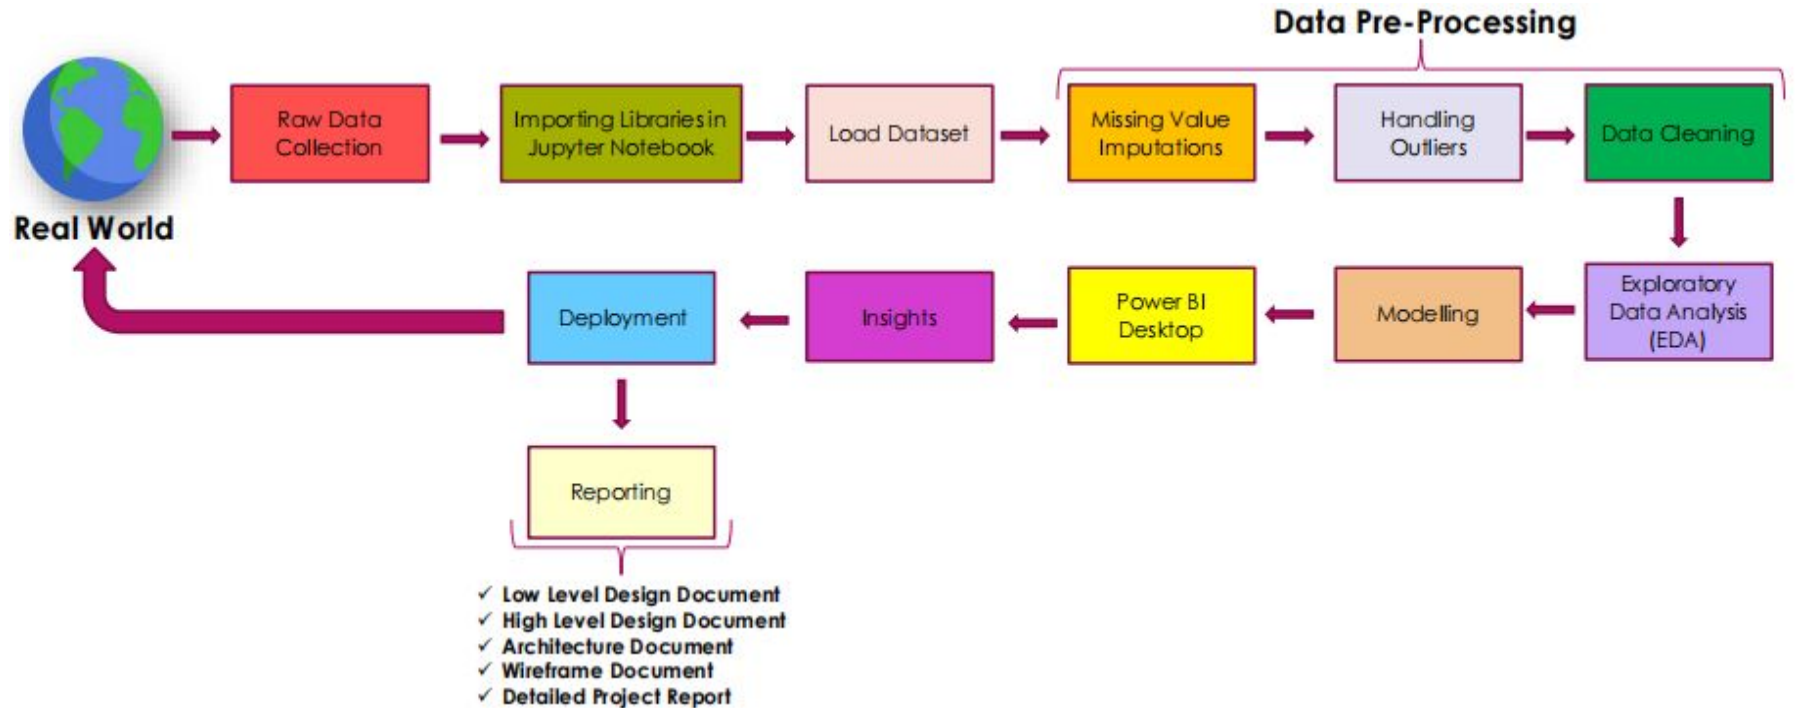 Data Pre-Processing
Raw Data
Collection
Importing Libraries in
Jupyter Notebook
Load Dataset
Missing Value
Imputations
Handling
Outliers
Data Cleaning
Real World
Exploratory
Data Analysis
(EDA)
Modelling
Power BI
Desktop
Insights
Deployment
Reporting
✓ Low Level Design Document
✓ High Level Design Document
✓ Architecture Document
✓ Wireframe Document
✓ Detailed Project Report